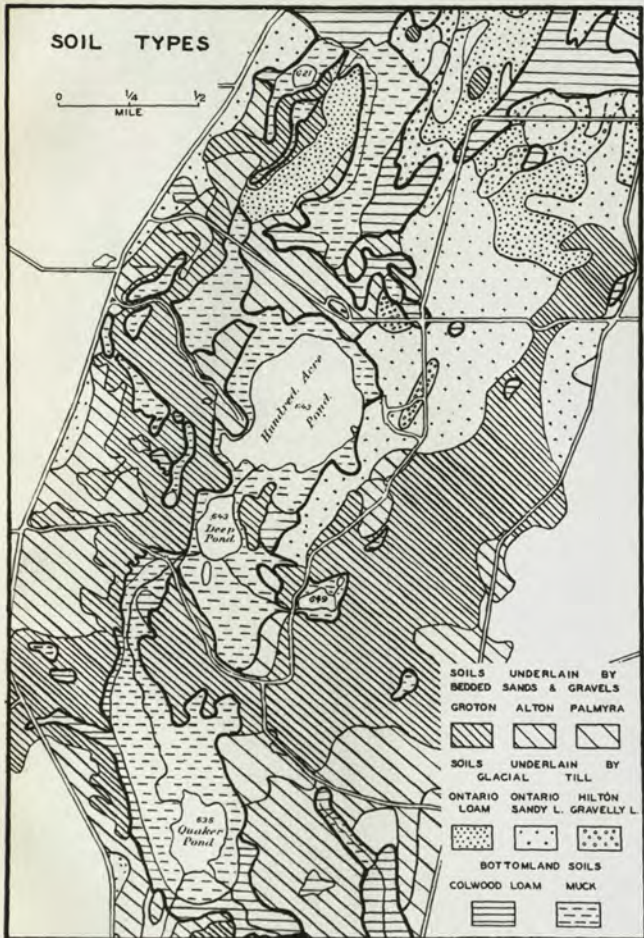 SOIL TYPES
0 1/4 1/2
MILE
621
Hundred Acre
643
Pond
643
Deep
Pond
649
635
Quaker
Pond
SOILS UNDERLAIN BY
BEDDED SANDS & GRAVELS
GROTON ALTON PALMYRA
SOILS UNDERLAIN BY
GLACIAL TILL
ONTARIO ONTARIO HILTON
LOAM SANDY L. GRAVELLY L.
BOTTOMLAND SOILS
COLWOOD LOAM MUCK